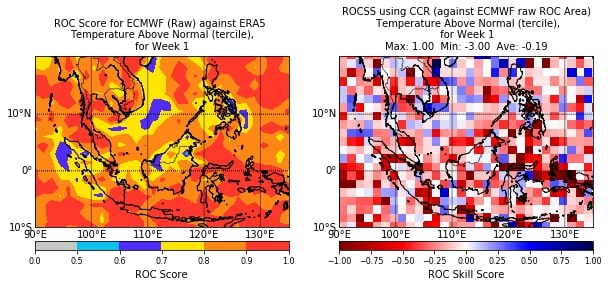 ROC Score for ECMWF (Raw) against ERA5
Temperature Above Normal (tercile),
for Week 1
10°N
0°
10°S
90°E 100°E 110°E 120°E 130°E
0.0 0.5 0.6 0.7 0.8 0.9 1.0
ROC Score
ROCSS using CCR (against ECMWF raw ROC Area)
Temperature Above Normal (tercile),
for Week 1
Max: 1.00 Min: -3.00 Ave: -0.19
10°N
0°
10°S
90°E 100°E 110°E 120°E 130°E
−1.00 −0.75 −0.50 −0.25 0.00 0.25 0.50 0.75 1.00
ROC Skill Score